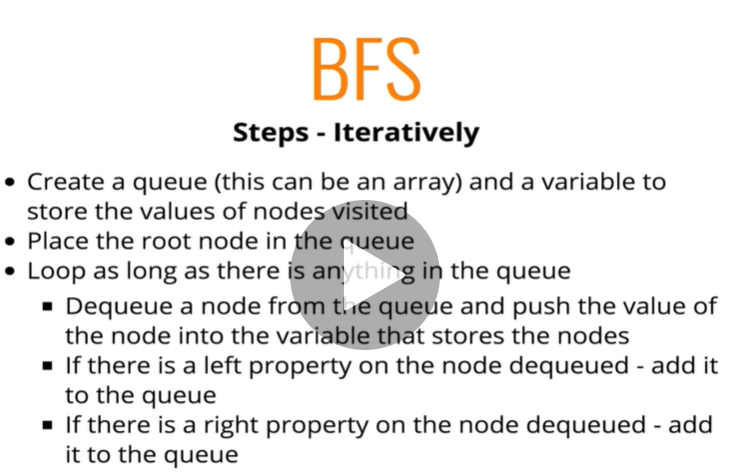 BFS
Steps - Iteratively
• Create a queue (this can be an array) and a variable to
store the values of nodes visited
• Place the root node in the queue
• Loop as long as there is anything in the queue
▪ Dequeue a node from the queue and push the value of
the node into the variable that stores the nodes
▪ If there is a left property on the node dequeued - add it
to the queue
▪ If there is a right property on the node dequeued - add
it to the queue